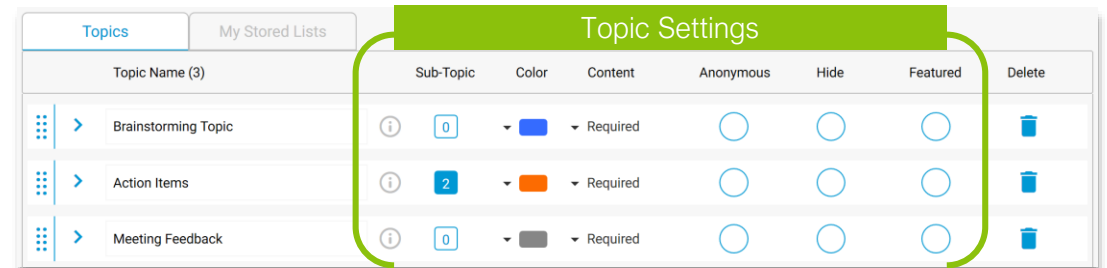 Topic Settings
Topics My Stored Lists
Topic Name (3) Sub-Topic Color Content Anonymous Hide Featured Delete
Brainstorming Topic i 0 Required
Action Items i 2 Required
Meeting Feedback i 0 Required